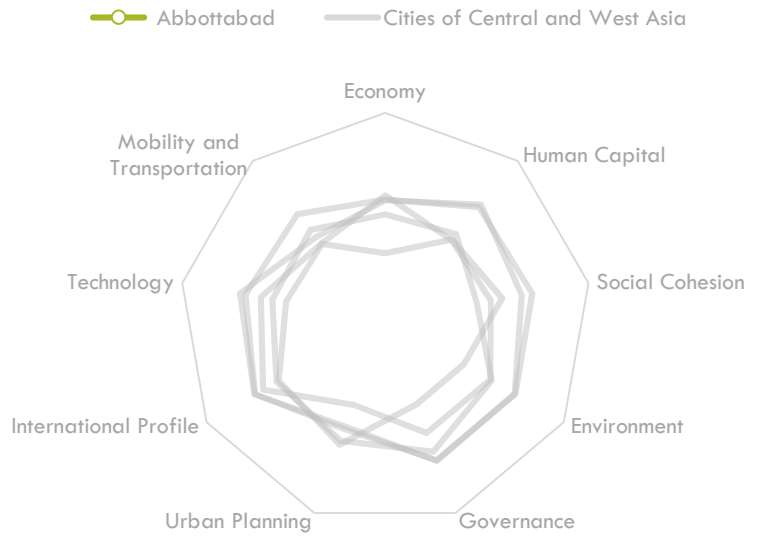 Abbottabad
Cities of Central and West Asia
Economy
Mobility and
Transportation
Human Capital
Technology
Social Cohesion
International Profile
Environment
Urban Planning
Governance